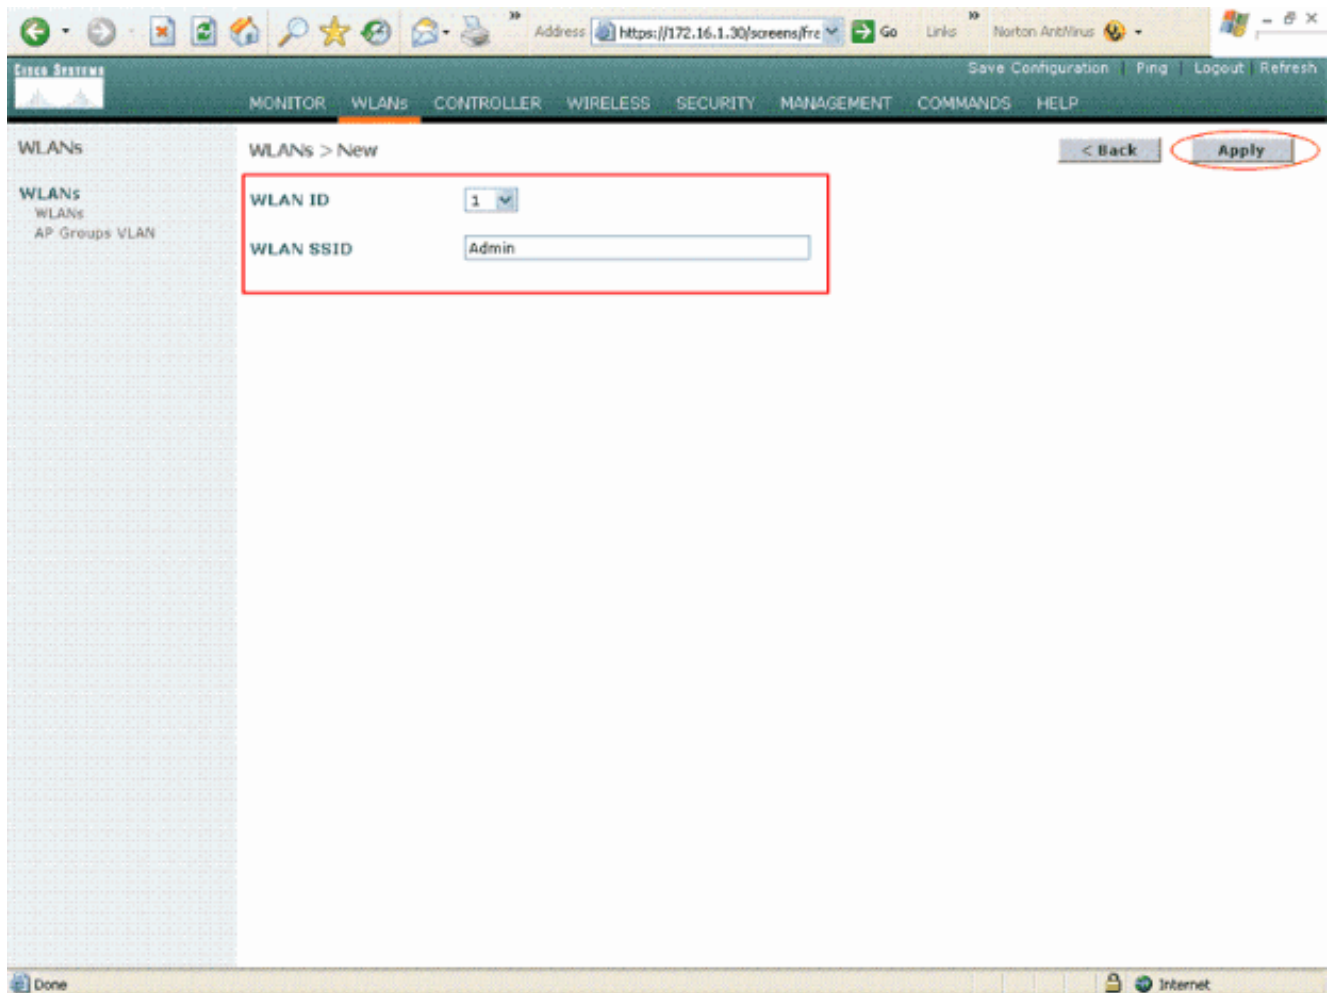 » Address https://172.16.1.30/screens/fra Go Links » Norton AntiVirus
CISCO SYSTEMS
Save Configuration | Ping | Logout | Refresh
MONITOR WLANs CONTROLLER WIRELESS SECURITY MANAGEMENT COMMANDS HELP
WLANs
WLANs > New
< Back
Apply
WLANs
WLANs
AP Groups VLAN
WLAN ID 1
WLAN SSID Admin
Done
Internet